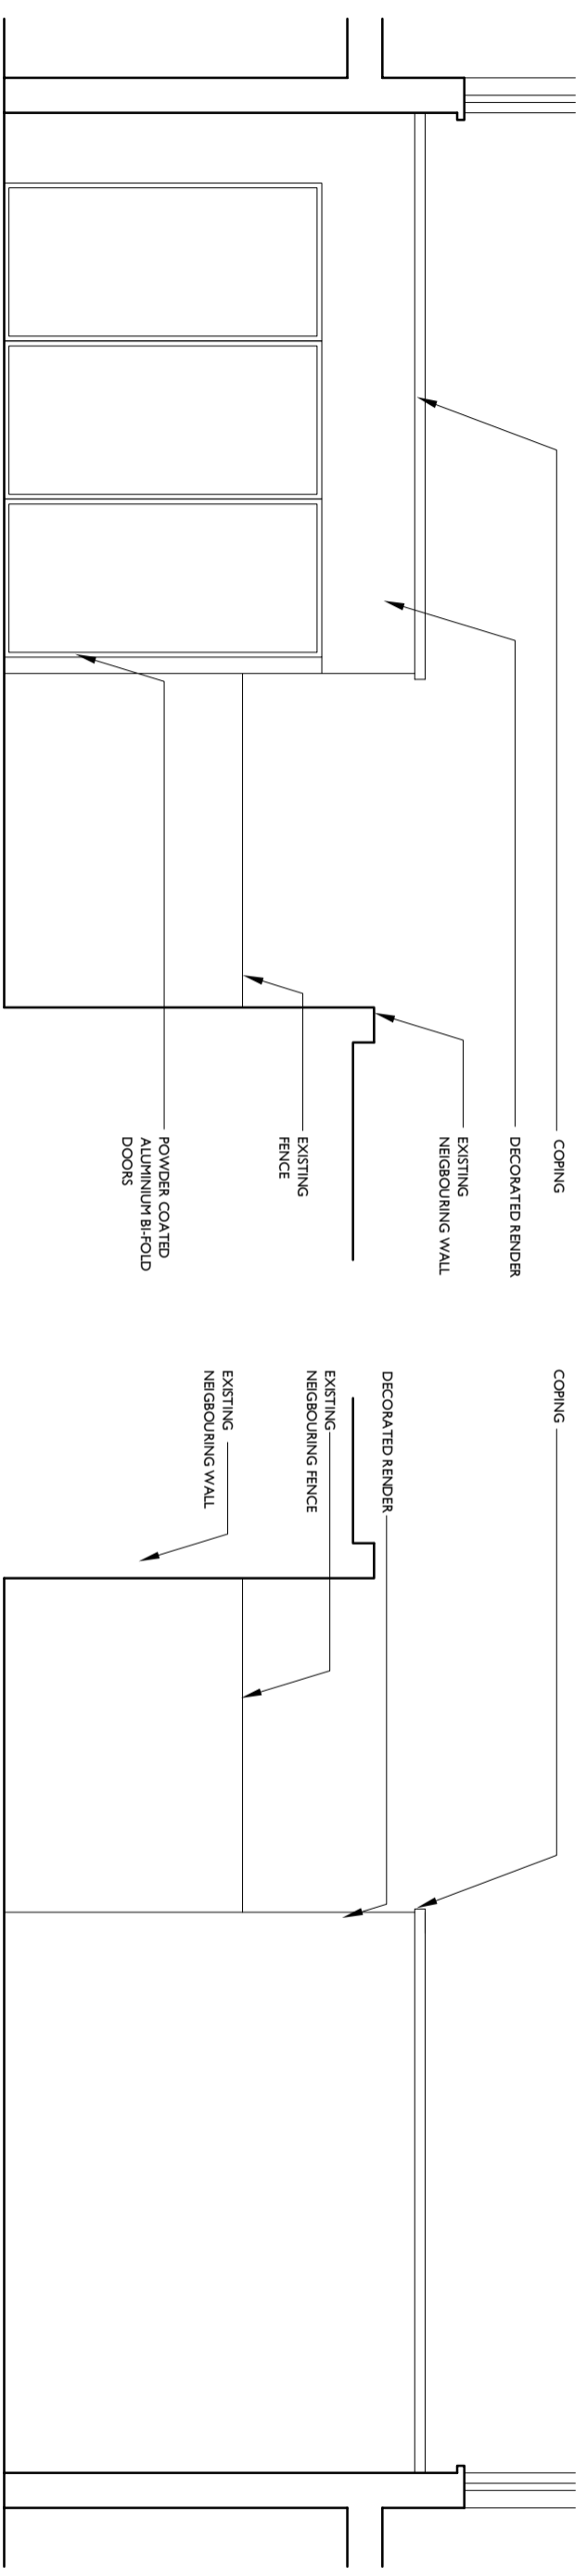 COPING
DECORATED RENDER
EXISTING
NEIGBOURING WALL
EXISTING
FENCE
POWDER COATED
ALUMINIUM BI-FOLD
DOORS
COPING
DECORATED RENDER
EXISTING
NEIGBOURING FENCE
EXISTING
NEIGBOURING WALL